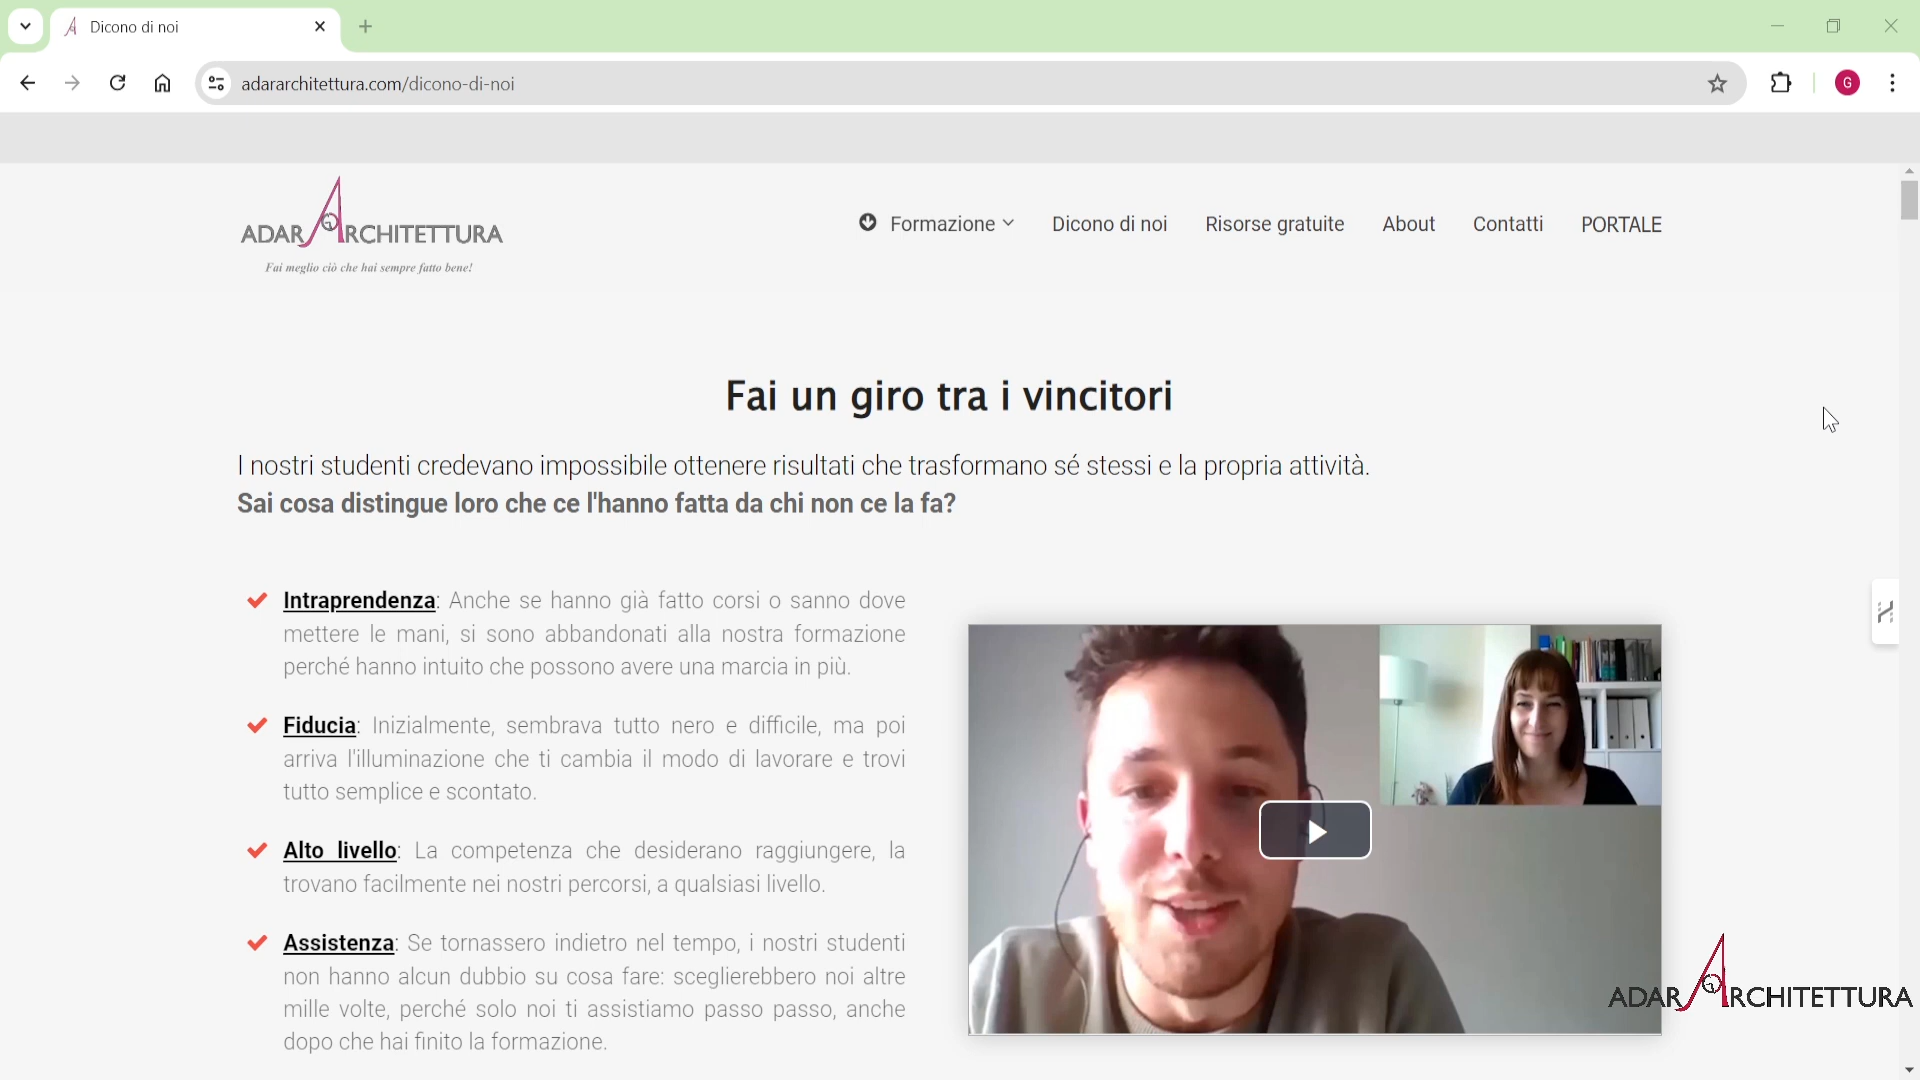 Dicono di noi
adararchitettura.com/dicono-di-noi
G
ADARARCHITETTURA
Fai meglio ciò che hai sempre fatto bene!
Formazione
Dicono di noi
Risorse gratuite
About
Contatti
PORTALE
Fai un giro tra i vincitori
I nostri studenti credevano impossibile ottenere risultati che trasformano sé stessi e la propria attività.
Sai cosa distingue loro che ce l'hanno fatta da chi non ce la fa?
Intraprendenza: Anche se hanno già fatto corsi o sanno dove
mettere le mani, si sono abbandonati alla nostra formazione
perché hanno intuito che possono avere una marcia in più.
Fiducia: Inizialmente, sembrava tutto nero e difficile, ma poi
arriva l'illuminazione che ti cambia il modo di lavorare e trovi
tutto semplice e scontato.
Alto livello: La competenza che desiderano raggiungere, la
trovano facilmente nei nostri percorsi, a qualsiasi livello.
Assistenza: Se tornassero indietro nel tempo, i nostri studenti
non hanno alcun dubbio su cosa fare: sceglierebbero noi altre
mille volte, perché solo noi ti assistiamo passo passo, anche
dopo che hai finito la formazione.
ADARARCHITETTURA